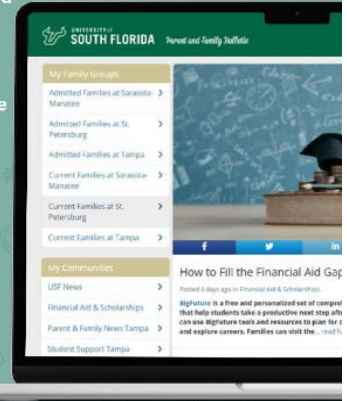 UNIVERSITY of
SOUTH FLORIDA
Parent and Family Bulletin
My Family Groups
Admitted Families at Sarasota-
Manatee
Admitted Families at St.
Petersburg
Admitted Families at Tampa
Current Families at Sarasota-
Manatee
Current Families at St.
Petersburg
Current Families at Tampa
My Communities
USF News
Financial Aid & Scholarships
Parent & Family News Tampa
Student Support Tampa
f
in
How to Fill the Financial Aid Gap
Posted 4 days ago in Financial Aid & Scholarships
BigFuture is a free and personalized set of
that help students take a productive next step
can use BigFuture tools and resources to plan for
and explore careers. Families can visit the... read